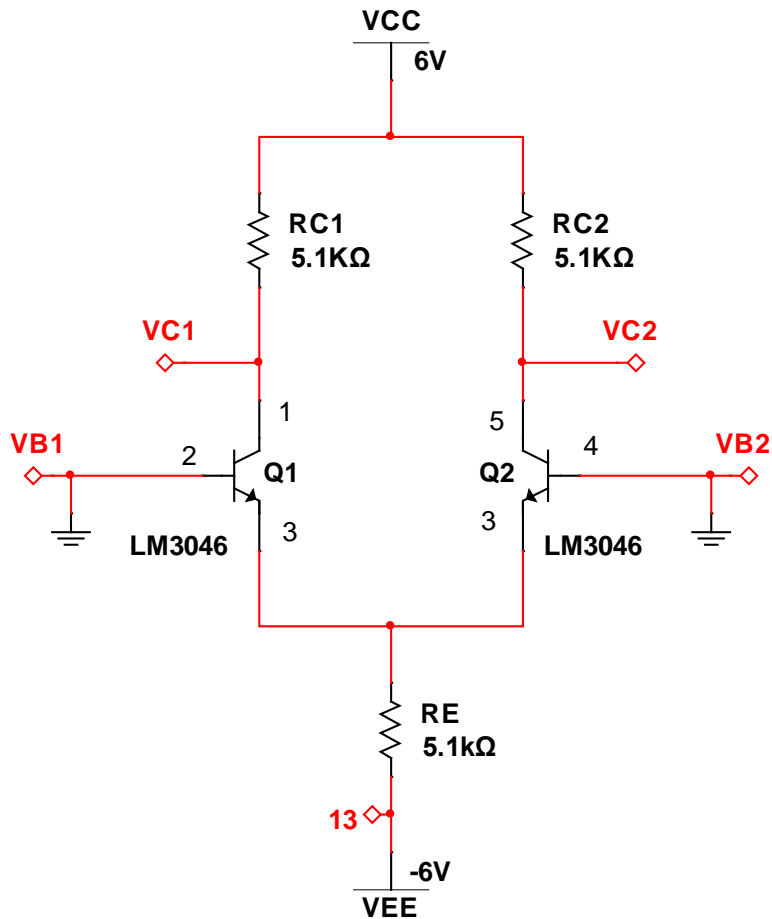 VCC
6V
RC1
5.1KΩ
RC2
5.1KΩ
VC1
VC2
1
5
VB1
2
Q1
Q2
4
VB2
LM3046
3
3
LM3046
RE
5.1kΩ
13
-6V
VEE